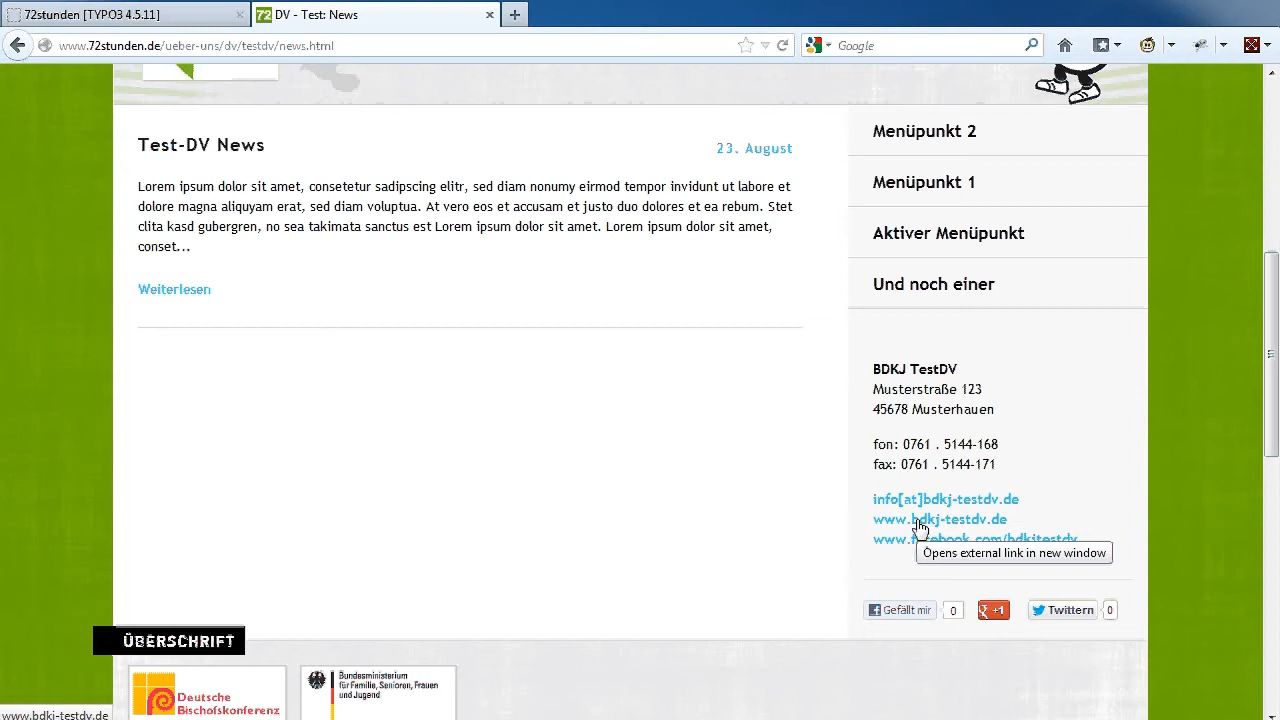 72stunden [TYPO3 4.5.11]
72 DV - Test: News
www.72stunden.de/ueber-uns/dv/testdv/news.html
Google
Test-DV News
23. August
Lorem ipsum dolor sit amet, consetetur sadipscing elitr, sed diam nonumy eirmod tempor invidunt ut labore et
dolore magna aliquyam erat, sed diam voluptua. At vero eos et accusam et justo duo dolores et ea rebum. Stet
clita kasd gubergren, no sea takimata sanctus est Lorem ipsum dolor sit amet. Lorem ipsum dolor sit amet,
conset...
Weiterlesen
Menüpunkt 2
Menüpunkt 1
Aktiver Menüpunkt
Und noch einer
BDKJ TestDV
Musterstraße 123
45678 Musterhauen
fon: 0761 . 5144-168
fax: 0761 . 5144-171
info[at]bdkj-testdv.de
www.bdkj-testdv.de
www.facebook.com/bdkjtestdv
Opens external link in new window
Gefällt mir 0
+1
Twittern 0
ÜBERSCHRIFT
Deutsche
Bischofskonferenz
Bundesministerium
für Familie, Senioren, Frauen
und Jugend
www.bdkj-testdv.de